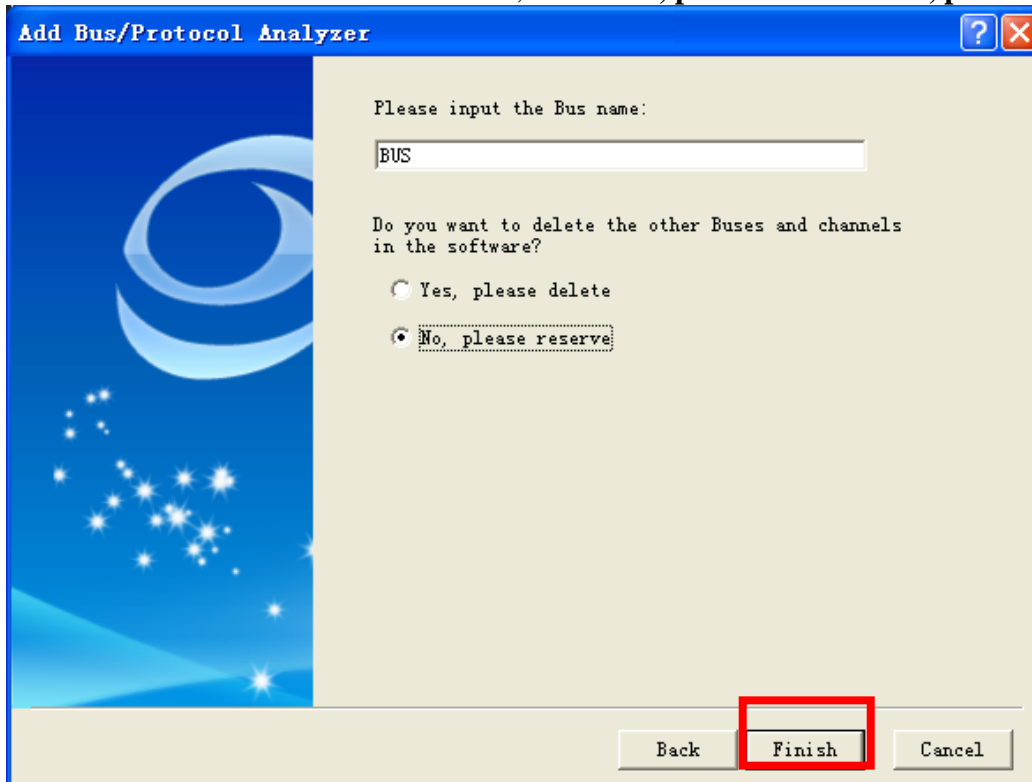 Add Bus/Protocol Analyzer
Please input the Bus name:
BUS
Do you want to delete the other Buses and channels
in the software?
Yes, please delete
No, please reserve
Back Finish Cancel